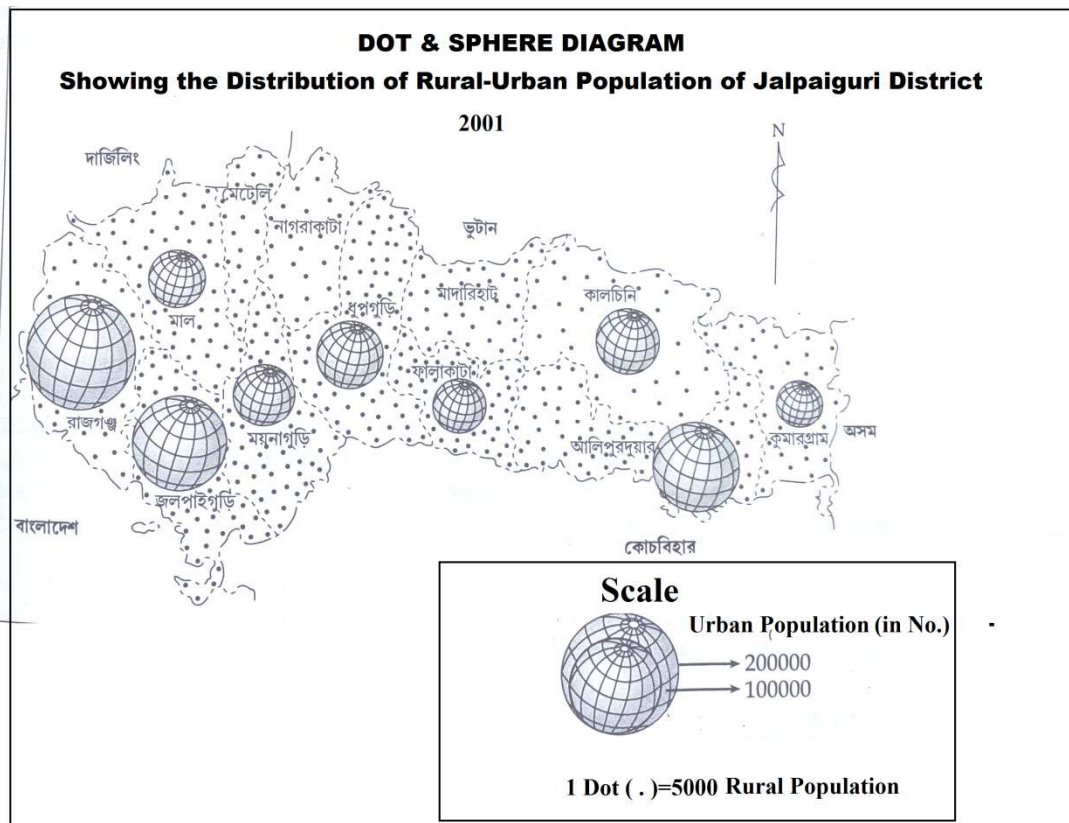 DOT & SPHERE DIAGRAM
Showing the Distribution of Rural-Urban Population of Jalpaiguri District
2001
N
দার্জিলিং
মেটেলি
নাগরাকাটা
ভুটান
মাদারিহাট
কালচিনি
ধুপগুড়ি
মাল
ফালাকাটা
রাজগঞ্জ
ময়নাগুড়ি
আলিপুরদুয়ার
কুমারগ্রাম
অসম
জলপাইগুড়ি
বাংলাদেশ
কোচবিহার
Scale
Urban Population (in No.)
200000
100000
1 Dot ( . )=5000 Rural Population